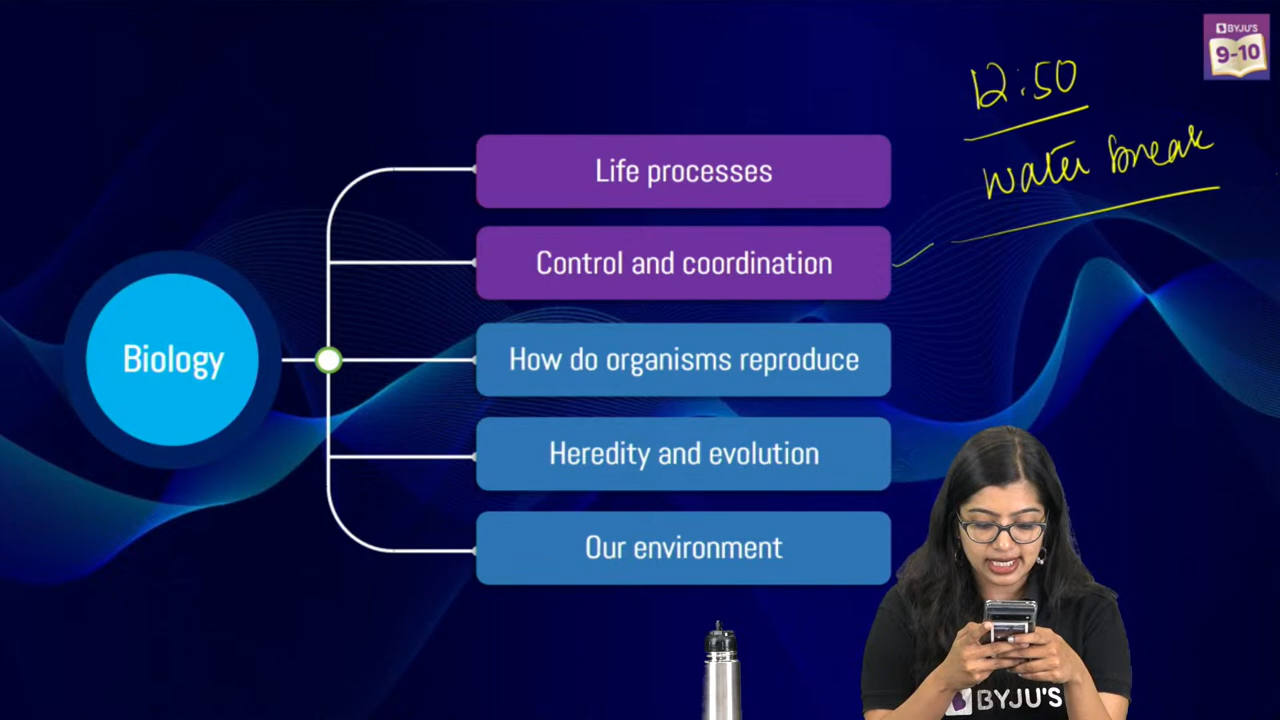 BYJU'S
9-10
12:50
water break
Life processes
Control and coordination
Biology
How do organisms reproduce
Heredity and evolution
Our environment
BYJU'S